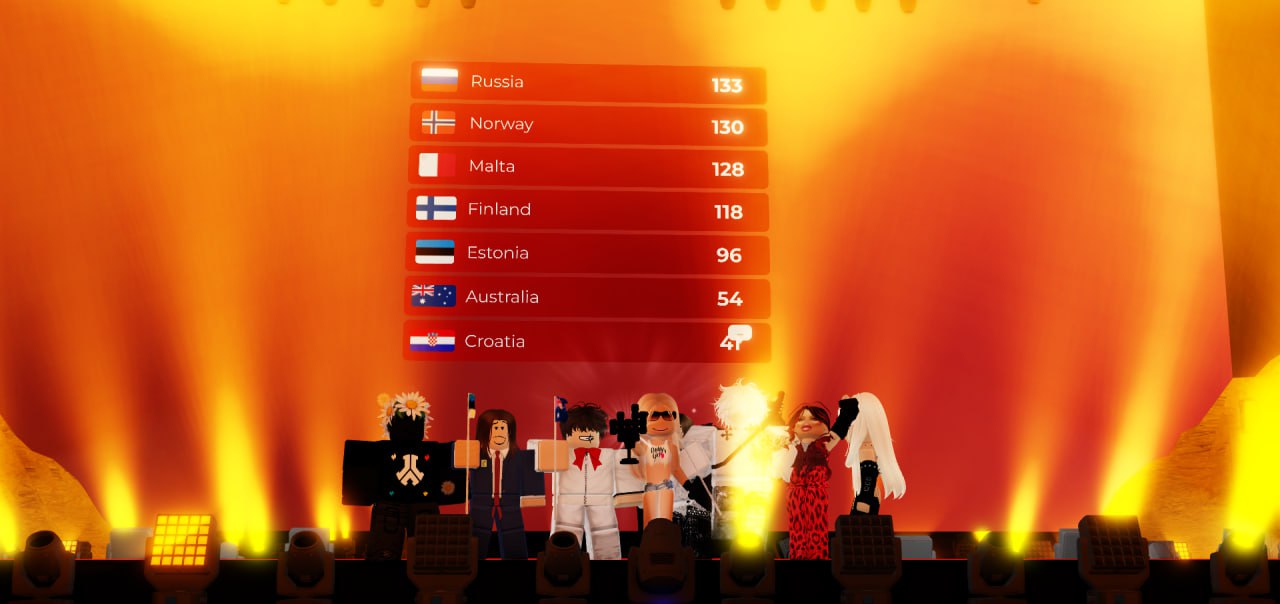 Russia 133
Norway 130
Malta 128
Finland 118
Estonia 96
Australia 54
Croatia